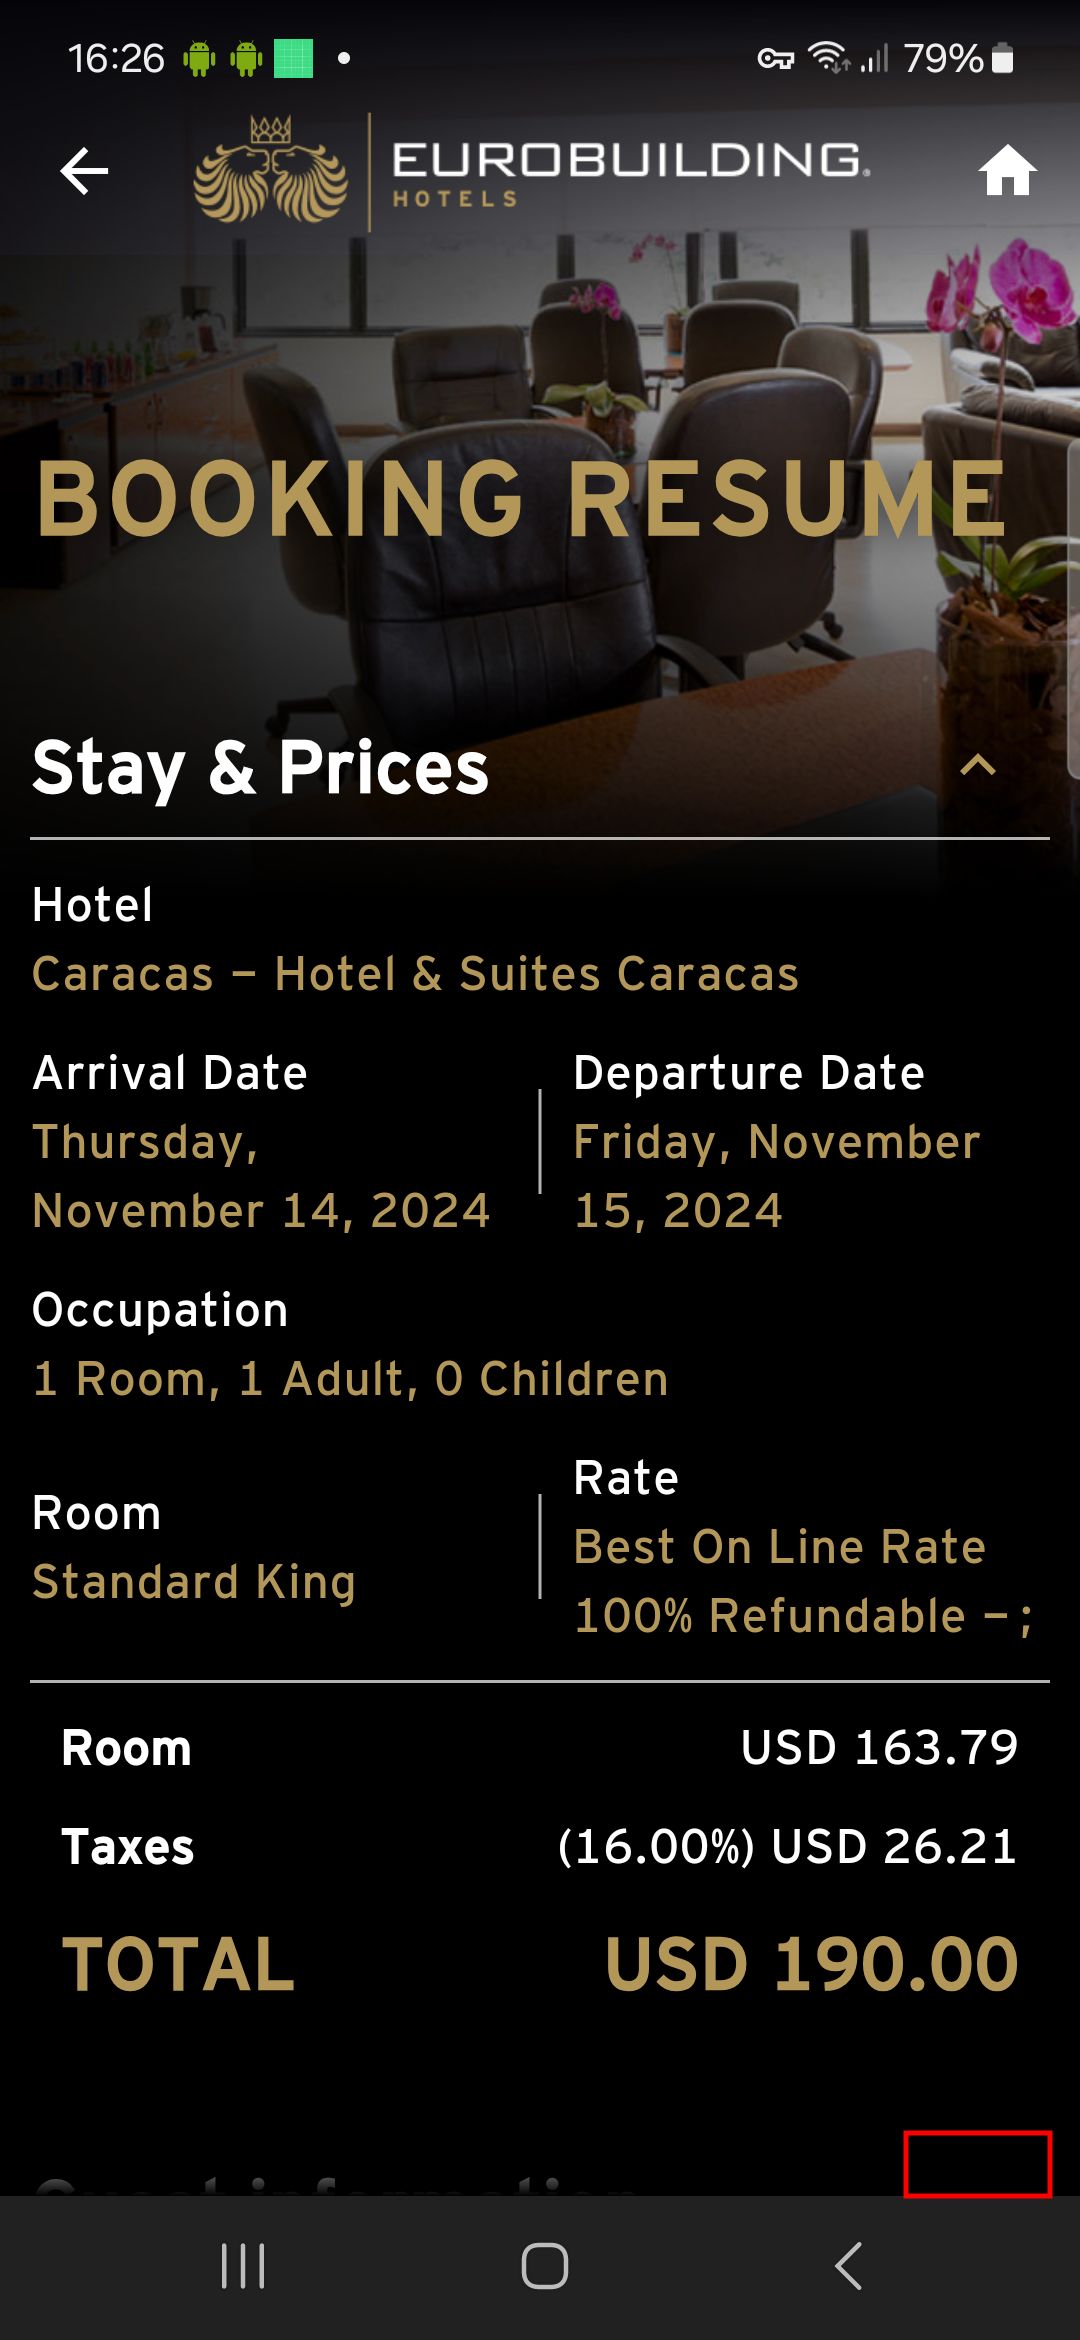 16:26
79%
EUROBUILDING®
HOTELS
BOOKING RESUME
Stay & Prices
Hotel
Caracas – Hotel & Suites Caracas
Arrival Date
Thursday,
November 14, 2024
Departure Date
Friday, November
15, 2024
Occupation
1 Room, 1 Adult, 0 Children
Room
Standard King
Rate
Best On Line Rate
100% Refundable – ;
Room USD 163.79
Taxes (16.00%) USD 26.21
TOTAL USD 190.00
Guest information